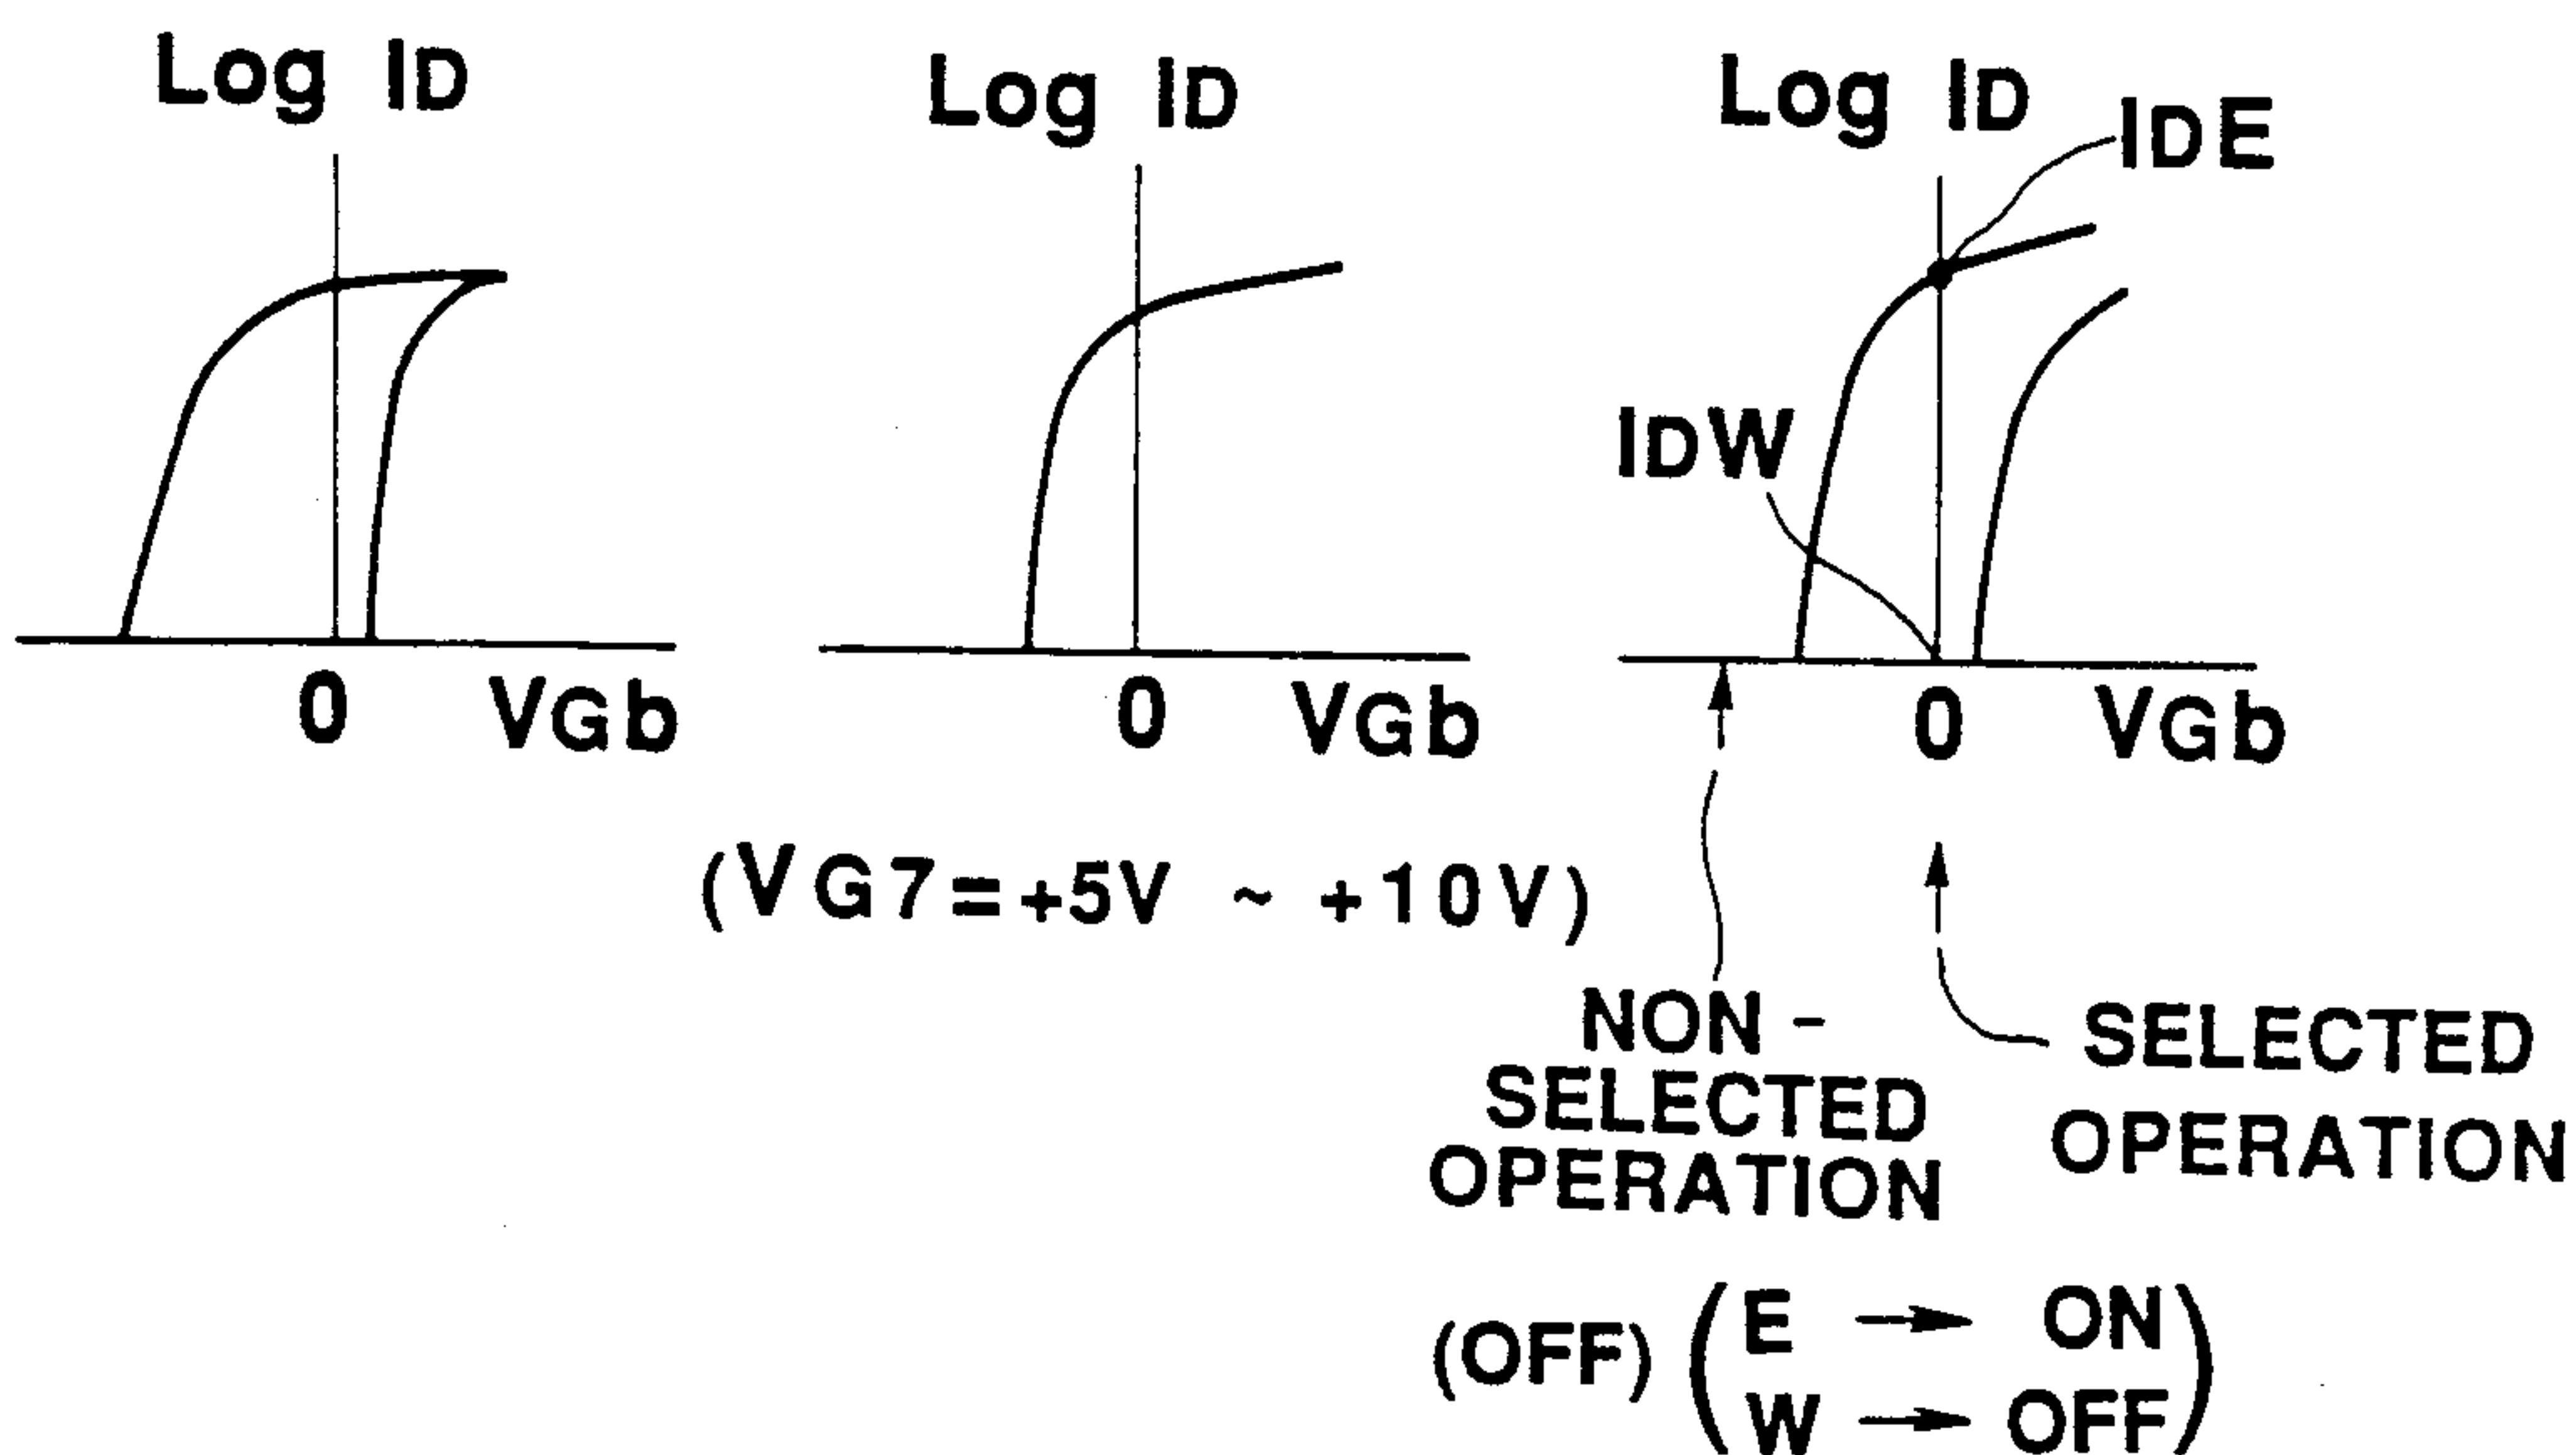 Log ID
Log ID
Log ID
IDE
IDW
0 VGb
0 VGb
0 VGb
(VG7=+5V ~ +10V)
NON-
SELECTED
OPERATION
SELECTED
OPERATION
(OFF) (E → ON
W → OFF)